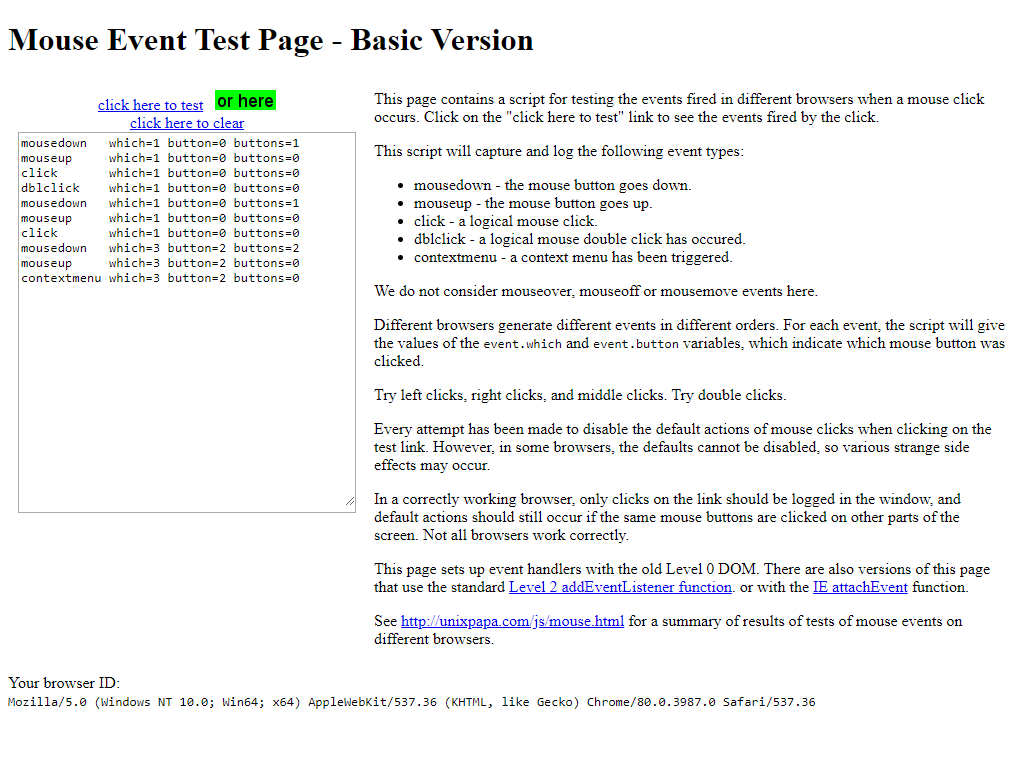 Mouse Event Test Page - Basic Version
click here to test or here
click here to clear
mousedown which=1 button=0 buttons=1
mouseup which=1 button=0 buttons=0
click which=1 button=0 buttons=0
dblclick which=1 button=0 buttons=0
mousedown which=1 button=0 buttons=1
mouseup which=1 button=0 buttons=0
click which=1 button=0 buttons=0
mousedown which=3 button=2 buttons=2
mouseup which=3 button=2 buttons=0
contextmenu which=3 button=2 buttons=0
This page contains a script for testing the events fired in different browsers when a mouse click
occurs. Click on the "click here to test" link to see the events fired by the click.
This script will capture and log the following event types:
• mousedown - the mouse button goes down.
• mouseup - the mouse button goes up.
• click - a logical mouse click.
• dblclick - a logical mouse double click has occured.
• contextmenu - a context menu has been triggered.
We do not consider mouseover, mouseoff or mousemove events here.
Different browsers generate different events in different orders. For each event, the script will give
the values of the event.which and event.button variables, which indicate which mouse button was
clicked.
Try left clicks, right clicks, and middle clicks. Try double clicks.
Every attempt has been made to disable the default actions of mouse clicks when clicking on the
test link. However, in some browsers, the defaults cannot be disabled, so various strange side
effects may occur.
In a correctly working browser, only clicks on the link should be logged in the window, and
default actions should still occur if the same mouse buttons are clicked on other parts of the
screen. Not all browsers work correctly.
This page sets up event handlers with the old Level 0 DOM. There are also versions of this page
that use the standard Level 2 addEventListener function. or with the IE attachEvent function.
See http://unixpapa.com/js/mouse.html for a summary of results of tests of mouse events on
different browsers.
Your browser ID:
Mozilla/5.0 (Windows NT 10.0; Win64; x64) AppleWebKit/537.36 (KHTML, like Gecko) Chrome/80.0.3987.0 Safari/537.36